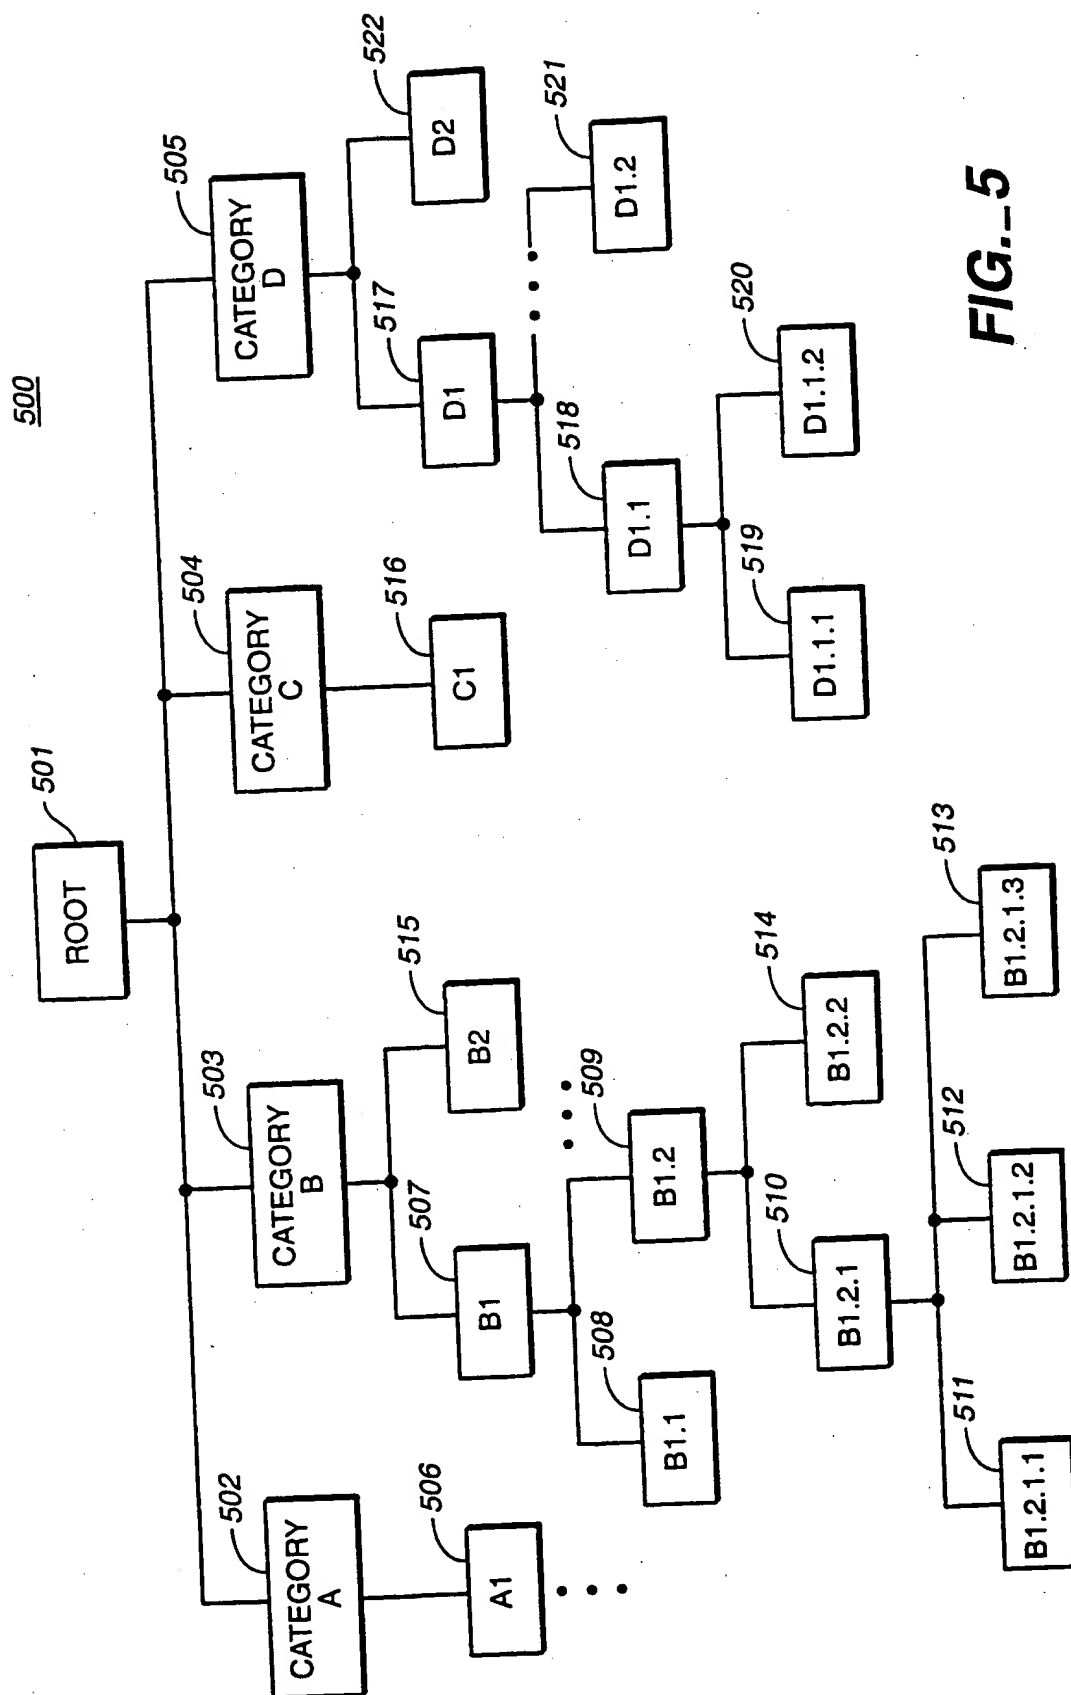 500
ROOT
501
CATEGORY
A
502
CATEGORY
B
503
CATEGORY
C
504
CATEGORY
D
505
A1
506
B1
507
B2
515
C1
516
D1
517
D2
522
B1.1
508
B1.2
509
D1.1
518
D1.2
521
B1.2.1
510
B1.2.2
514
D1.1.1
519
D1.1.2
520
B1.2.1.1
511
B1.2.1.2
512
B1.2.1.3
513
FIG._5